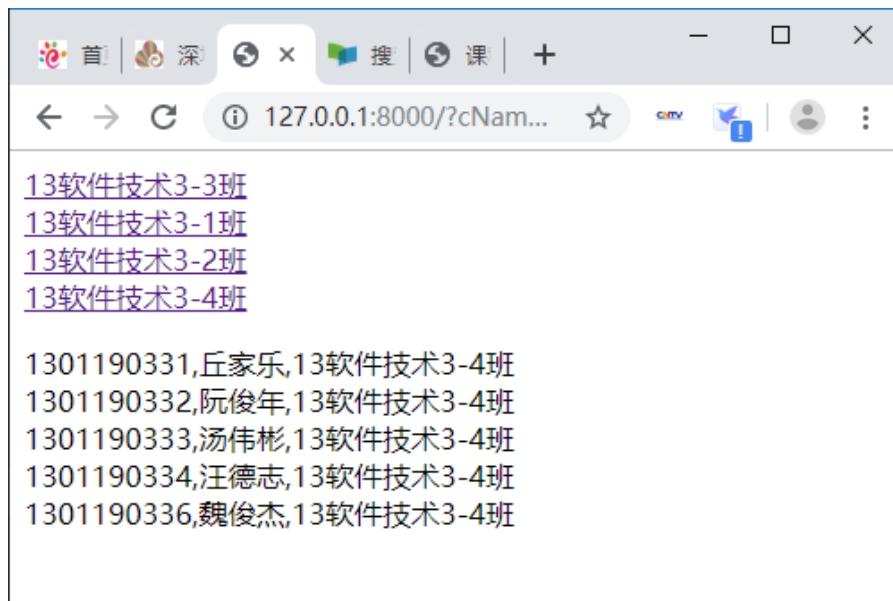 首
深
搜
课
127.0.0.1:8000/?cNam...
13软件技术3-3班
13软件技术3-1班
13软件技术3-2班
13软件技术3-4班
1301190331,丘家乐,13软件技术3-4班
1301190332,阮俊年,13软件技术3-4班
1301190333,汤伟彬,13软件技术3-4班
1301190334,汪德志,13软件技术3-4班
1301190336,魏俊杰,13软件技术3-4班